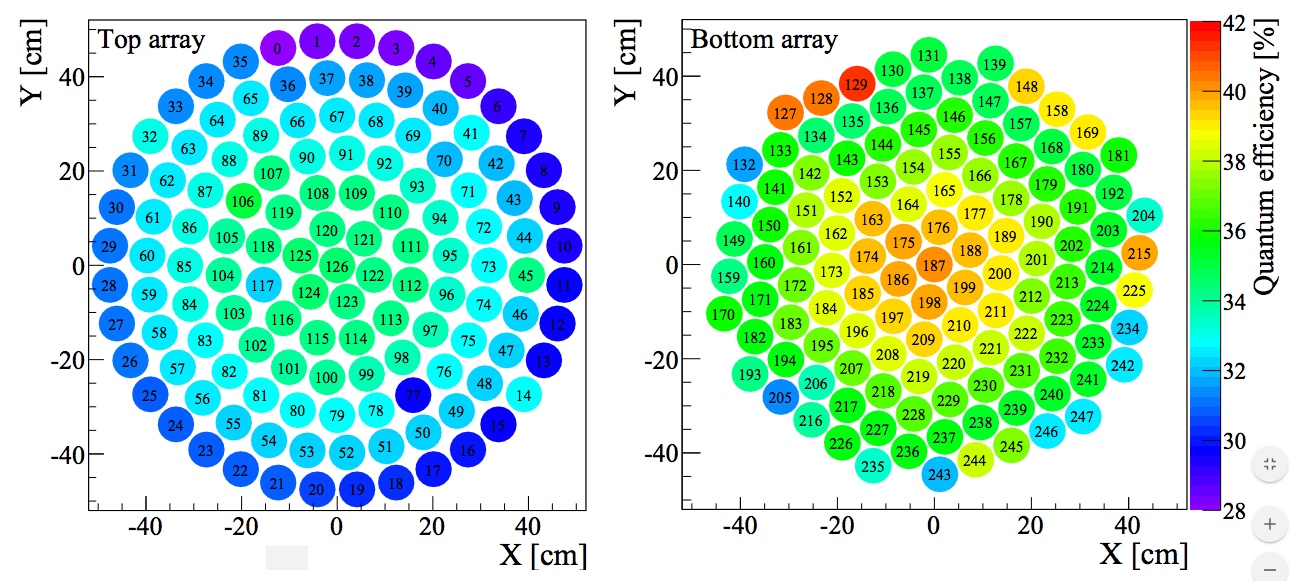 Top array
Y [cm]
40
20
0
-20
-40
-40 -20 0 20 40
X [cm]
0 1 2 3 4 5 6 7 8 9 10 11 12 13 14 15 16 17 18 19 20 21 22 23 24 25 26 27 28 29 30 31 32 33 34 35
36 37 38 39 40 41 42 43 44 45 46 47 48 49 50 51 52 53 54 55 56 57 58 59 60 61 62 63 64 65
66 67 68 69 70 71 72 73 74 75 76 77 78 79 80 81 82 83 84 85 86 87 88 89
90 91 92 93 94 95 96 97 98 99 100 101 102 103 104 105 106 107
108 109 110 111 112 113 114 115 116 117 118 119
120 121 122 123 124 125 126
Bottom array
Y [cm]
40
20
0
-20
-40
-40 -20 0 20 40
X [cm]
127 128 129 130 131
132 133 134 135 136 137 138 139
140 141 142 143 144 145 146 147 148
149 150 151 152 153 154 155 156 157 158
159 160 161 162 163 164 165 166 167 168 169
170 171 172 173 174 175 176 177 178 179 180 181
182 183 184 185 186 187 188 189 190 191 192
193 194 195 196 197 198 199 200 201 202 203 204
205 206 207 208 209 210 211 212 213 214 215
216 217 218 219 220 221 222 223 224 225
226 227 228 229 230 231 232 233 234
235 236 237 238 239 240 241 242
243 244 245 246 247
42
40
38
36
34
32
30
28
Quantum efficiency [%]